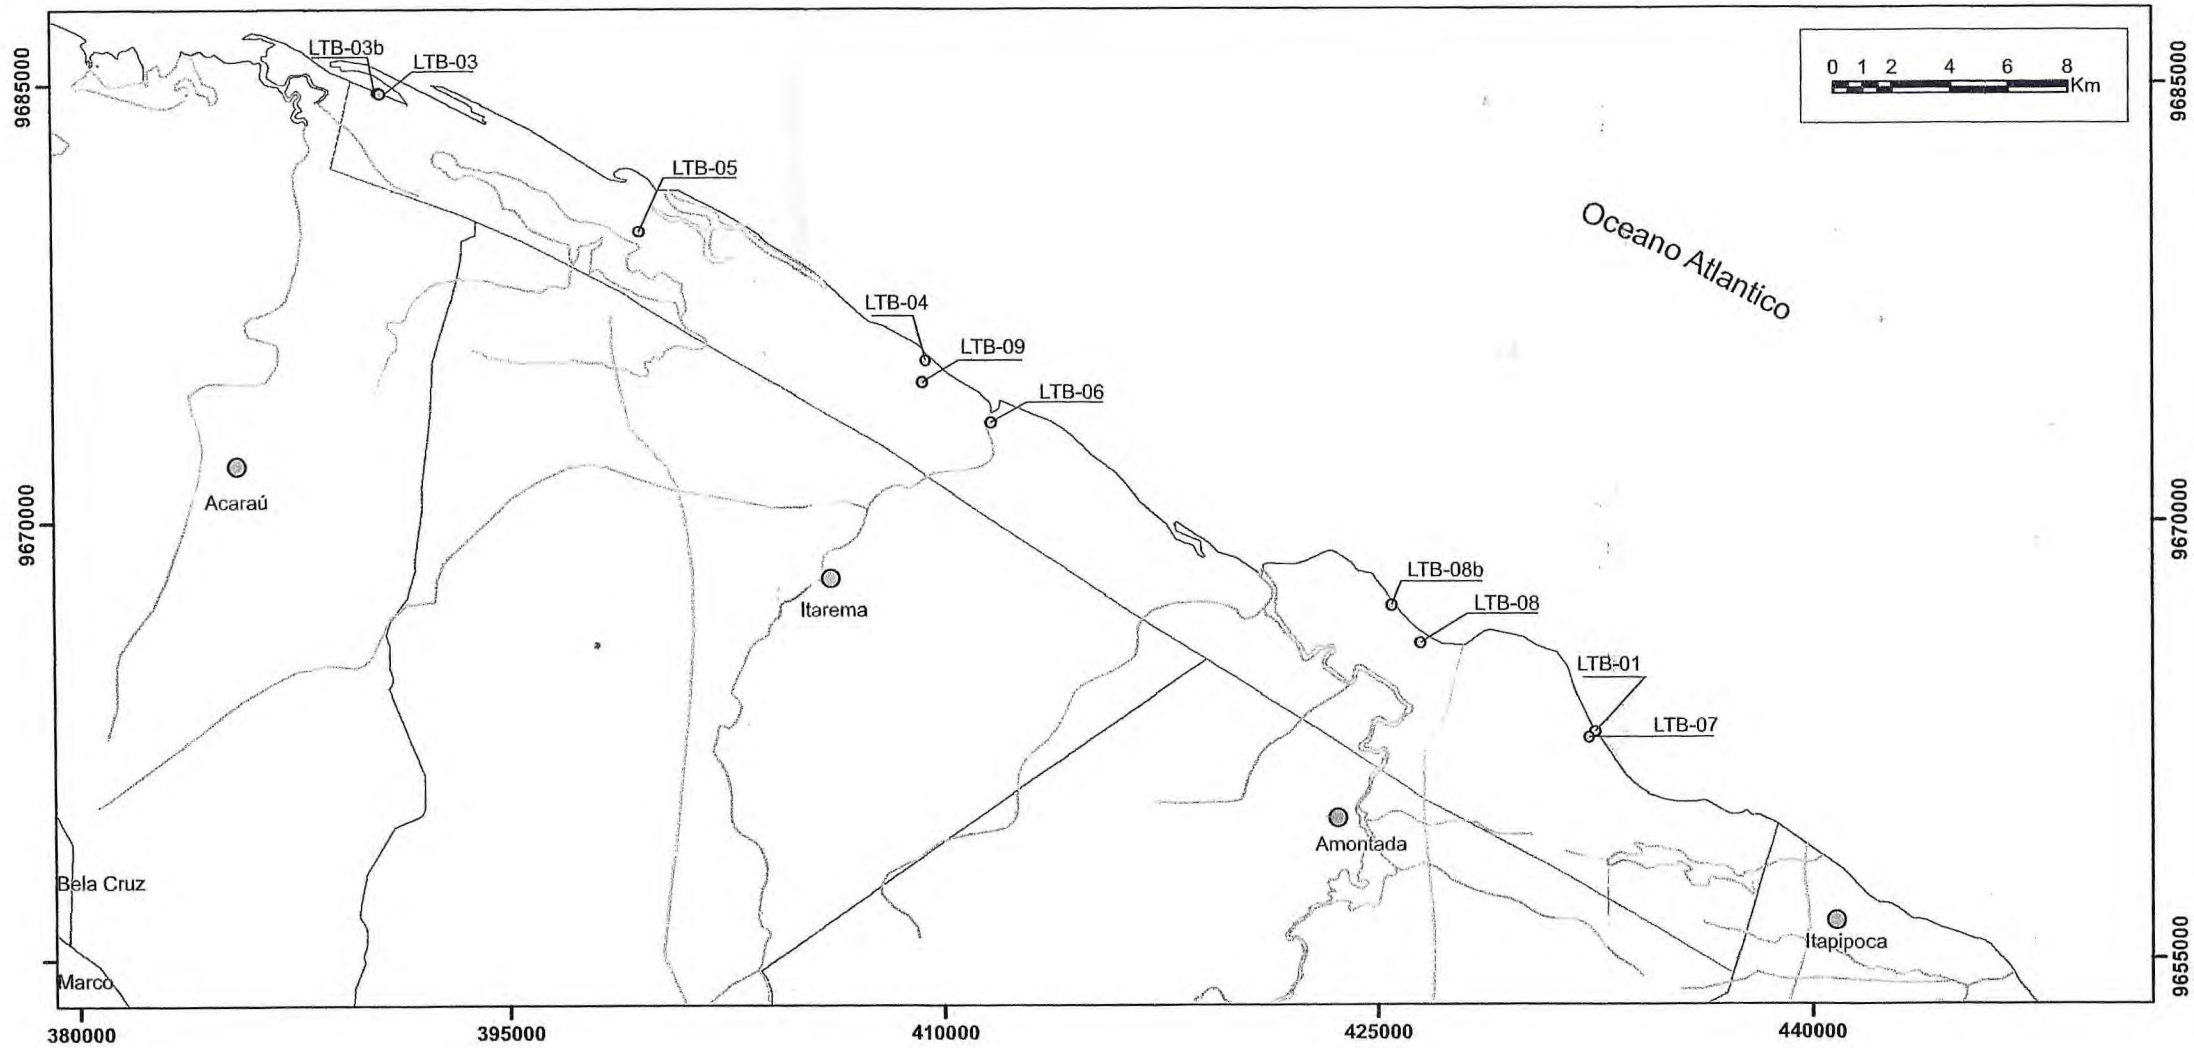 LTB-03b
LTB-03
0 1 2 4 6 8
Km
9685000
9685000
LTB-05
Oceano Atlantico
LTB-04
LTB-09
LTB-06
Acaraú
9670000
9670000
Itarema
LTB-08b
LTB-08
LTB-01
LTB-07
Amontada
Bela Cruz
Itapipoca
9655000
Marco
380000
395000
410000
425000
440000